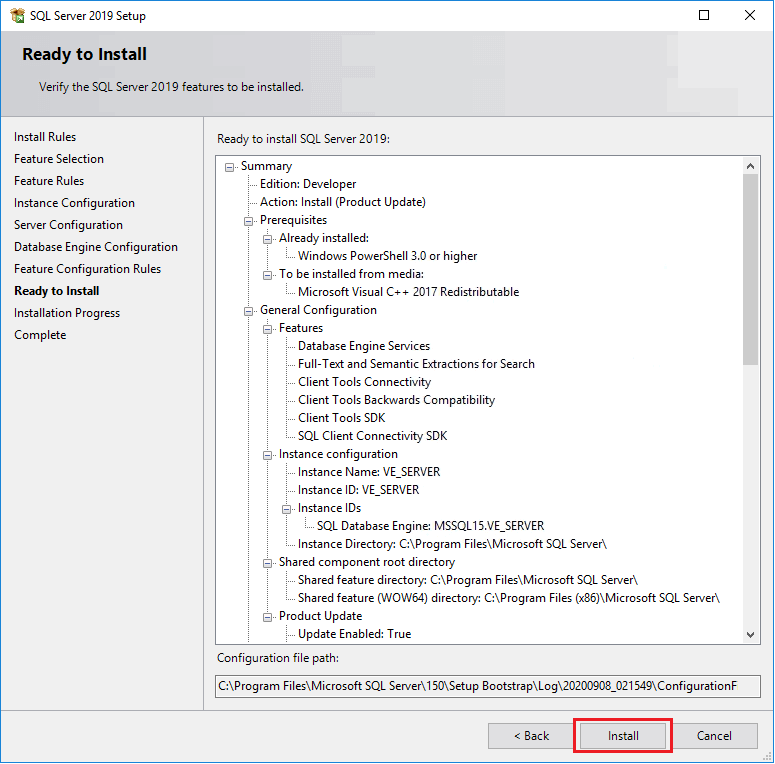 SQL Server 2019 Setup
Ready to Install
Verify the SQL Server 2019 features to be installed.
Install Rules
Feature Selection
Feature Rules
Instance Configuration
Server Configuration
Database Engine Configuration
Feature Configuration Rules
Ready to Install
Installation Progress
Complete
Ready to install SQL Server 2019:
Summary
Edition: Developer
Action: Install (Product Update)
Prerequisites
Already installed:
Windows PowerShell 3.0 or higher
To be installed from media:
Microsoft Visual C++ 2017 Redistributable
General Configuration
Features
Database Engine Services
Full-Text and Semantic Extractions for Search
Client Tools Connectivity
Client Tools Backwards Compatibility
Client Tools SDK
SQL Client Connectivity SDK
Instance configuration
Instance Name: VE_SERVER
Instance ID: VE_SERVER
Instance IDs
SQL Database Engine: MSSQL15.VE_SERVER
Instance Directory: C:\Program Files\Microsoft SQL Server\
Shared component root directory
Shared feature directory: C:\Program Files\Microsoft SQL Server\
Shared feature (WOW64) directory: C:\Program Files (x86)\Microsoft SQL Server\
Product Update
Update Enabled: True
Configuration file path:
C:\Program Files\Microsoft SQL Server\150\Setup Bootstrap\Log\20200908_021549\ConfigurationF
< Back
Install
Cancel